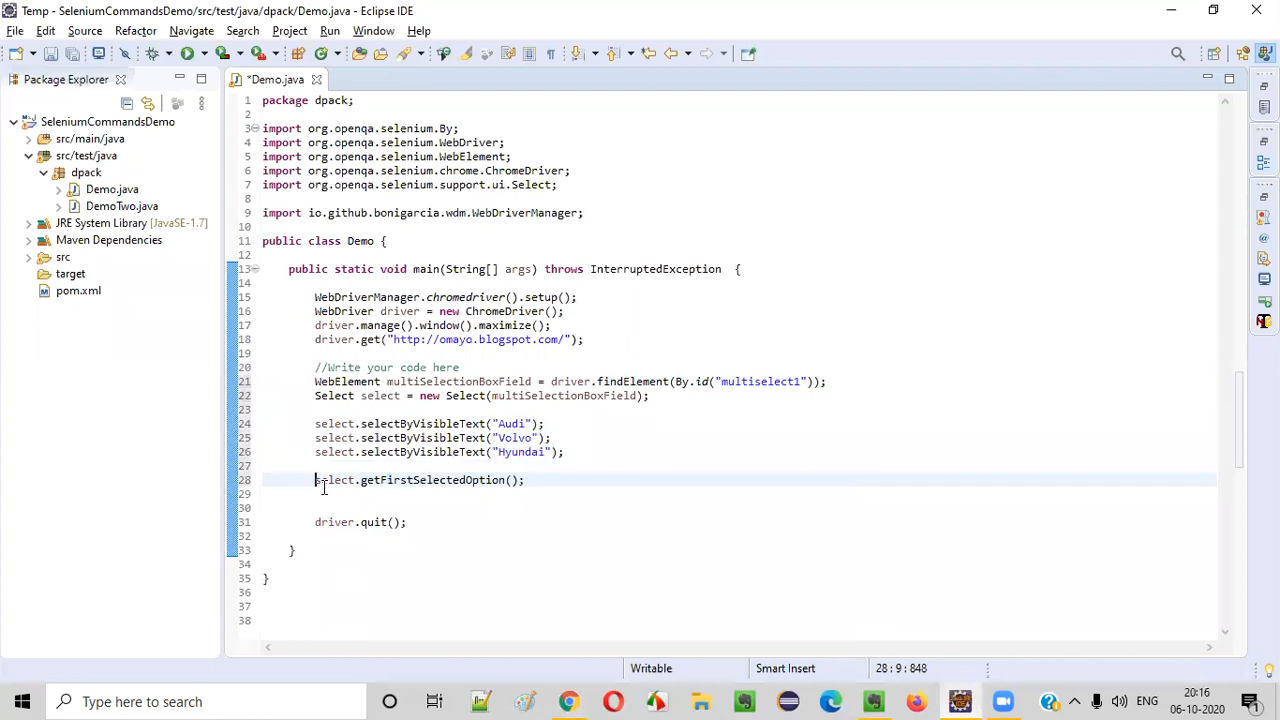 Temp - SeleniumCommandsDemo/src/test/java/dpack/Demo.java - Eclipse IDE
File Edit Source Refactor Navigate Search Project Run Window Help
Package Explorer
*Demo.java
SeleniumCommandsDemo
src/main/java
src/test/java
dpack
Demo.java
DemoTwo.java
JRE System Library [JavaSE-1.7]
Maven Dependencies
src
target
pom.xml
1 package dpack;
2
3 import org.openqa.selenium.By;
4 import org.openqa.selenium.WebDriver;
5 import org.openqa.selenium.WebElement;
6 import org.openqa.selenium.chrome.ChromeDriver;
7 import org.openqa.selenium.support.ui.Select;
8
9 import io.github.bonigarcia.wdm.WebDriverManager;
10
11 public class Demo {
12
13 public static void main(String[] args) throws InterruptedException {
14
15 WebDriverManager.chromedriver().setup();
16 WebDriver driver = new ChromeDriver();
17 driver.manage().window().maximize();
18 driver.get("http://omayo.blogspot.com/");
19
20 //Write your code here
21 WebElement multiSelectionBoxField = driver.findElement(By.id("multiselect1"));
22 Select select = new Select(multiSelectionBoxField);
23
24 select.selectByVisibleText("Audi");
25 select.selectByVisibleText("Volvo");
26 select.selectByVisibleText("Hyundai");
27
28 select.getFirstSelectedOption();
29
30
31 driver.quit();
32
33 }
34
35 }
36
37
38
Writable Smart Insert 28 : 9 : 848
Type here to search
20:16
06-10-2020